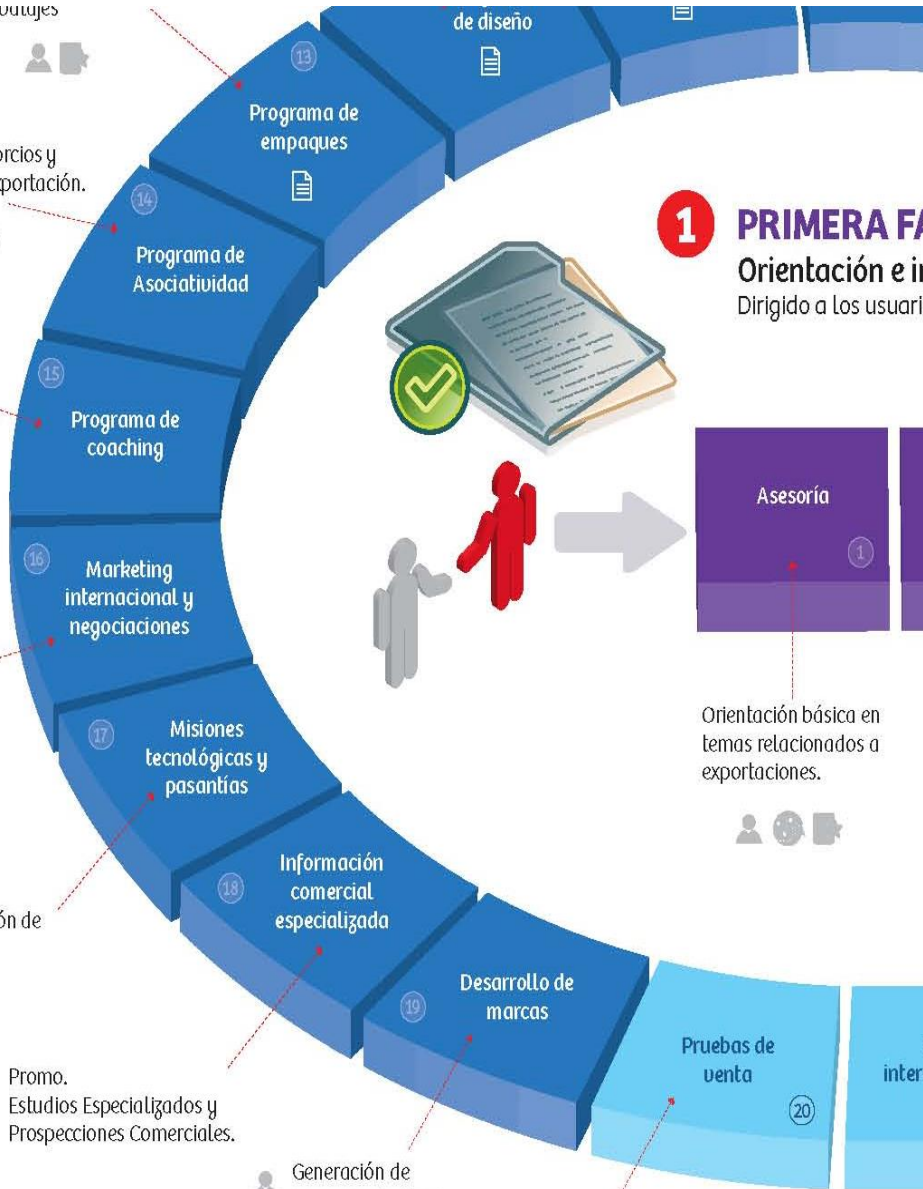 de diseño
13
Programa de
empaques
14
Programa de
Asociatividad
15
Programa de
coaching
16
Marketing
internacional y
negociaciones
17
Misiones
tecnológicas y
pasantías
18
Información
comercial
especializada
19
Desarrollo de
marcas
Pruebas de
venta
20
1
PRIMERA FA
Orientación e i
Dirigido a los usuari
Asesoría
1
Orientación básica en
temas relacionados a
exportaciones.
orcios y
portación.
ón de
Promo.
Estudios Especializados y
Prospecciones Comerciales.
Generación de
inter